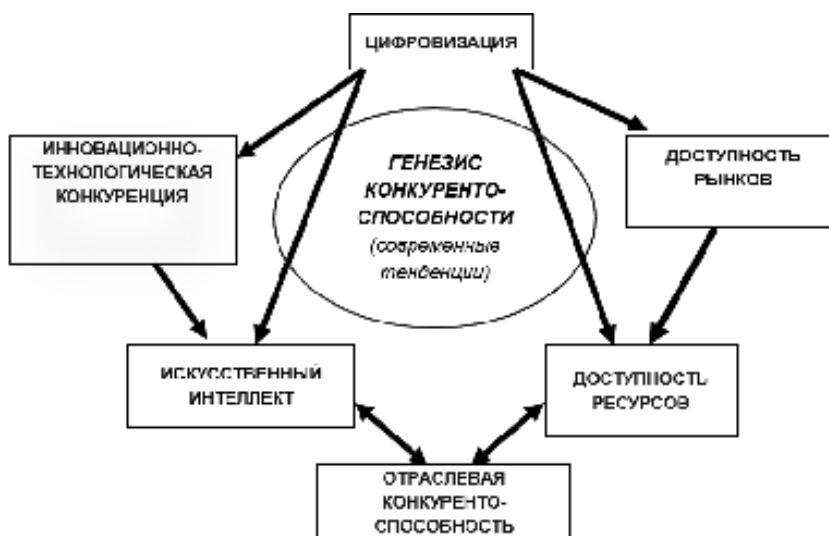 ЦИФРОВИЗАЦИЯ
ИННОВАЦИОННО-
ТЕХНОЛОГИЧЕСКАЯ
КОНКУРЕНЦИЯ
ГЕНЕЗИС
КОНКУРЕНТО-
СПОСОБНОСТИ
(современные
тенденции)
ДОСТУПНОСТЬ
РЫНКОВ
ИСКУССТВЕННЫЙ
ИНТЕЛЛЕКТ
ДОСТУПНОСТЬ
РЕСУРСОВ
ОТРАСЛЕВАЯ
КОНКУРЕНТО-
СПОСОБНОСТЬ